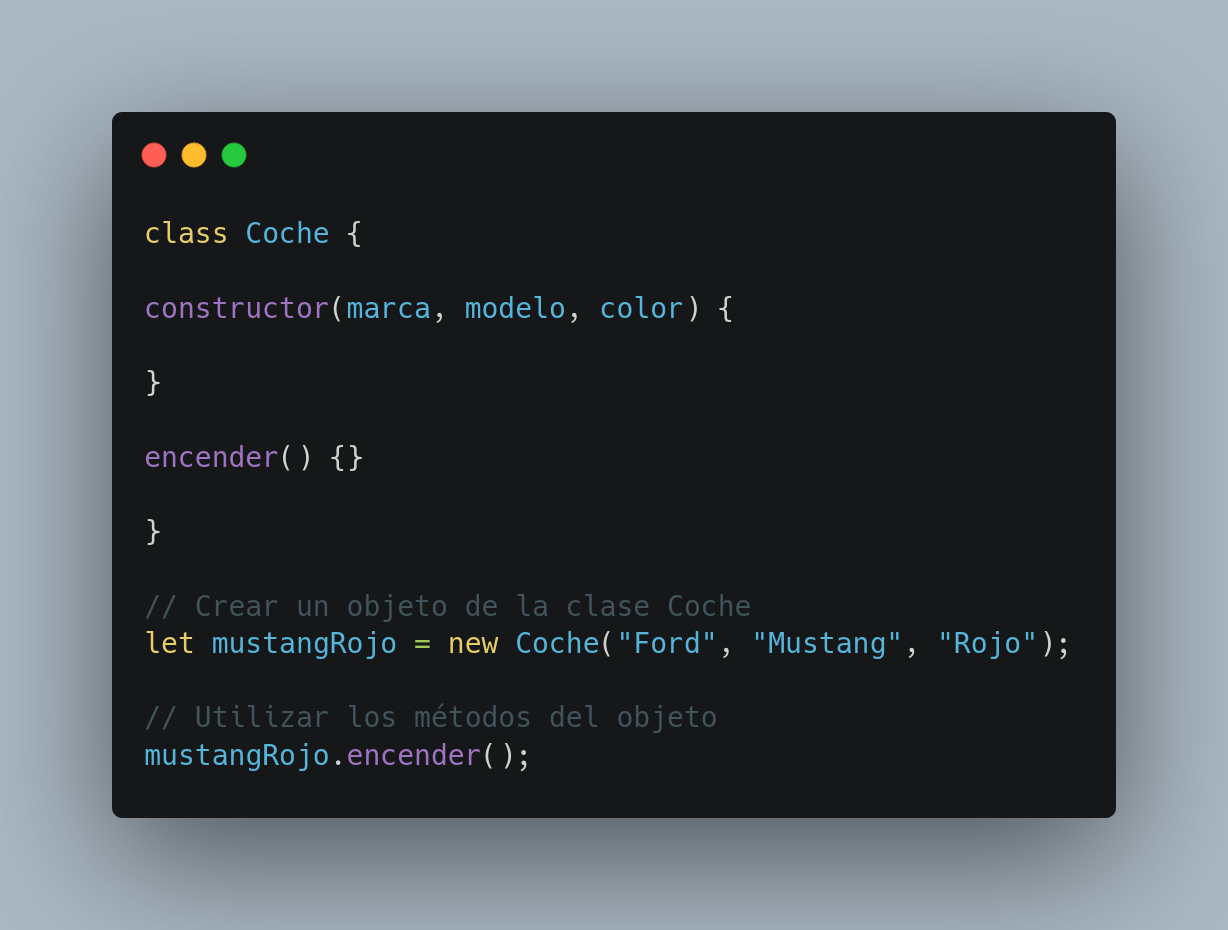 class Coche {
constructor(marca, modelo, color) {
}
encender() {}
}
// Crear un objeto de la clase Coche
let mustangRojo = new Coche("Ford", "Mustang", "Rojo");
// Utilizar los métodos del objeto
mustangRojo.encender();